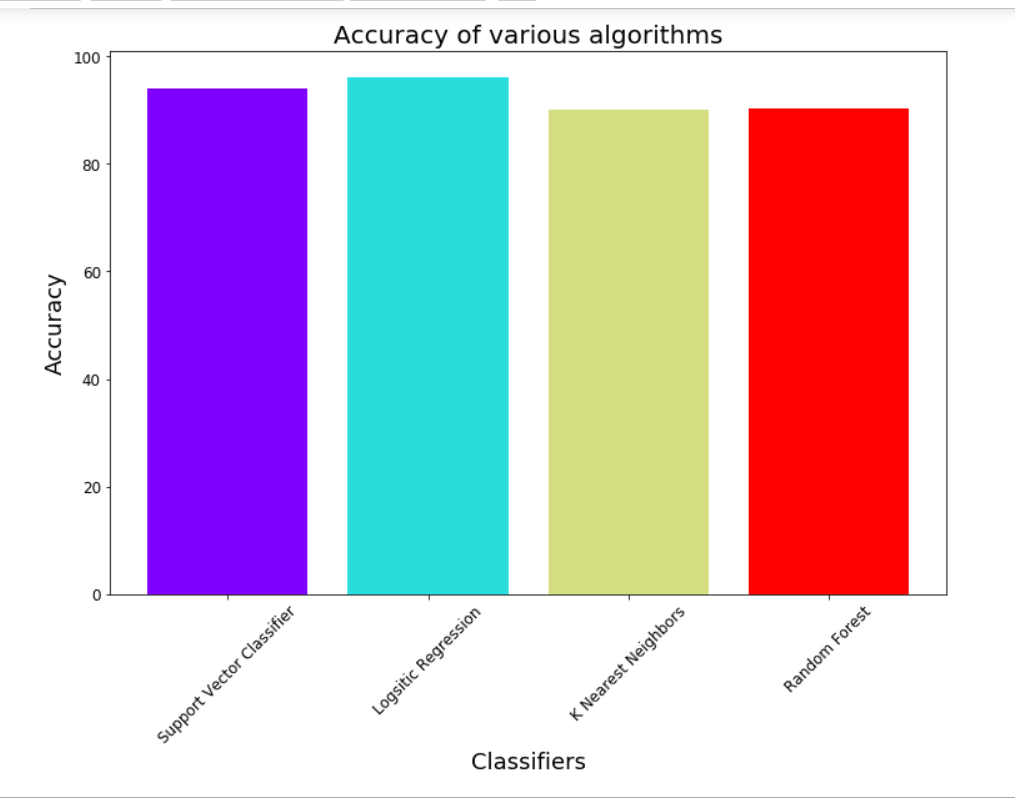 Accuracy of various algorithms
100
80
60
40
20
0
Accuracy
Support Vector Classifier
Logsitic Regression
K Nearest Neighbors
Random Forest
Classifiers